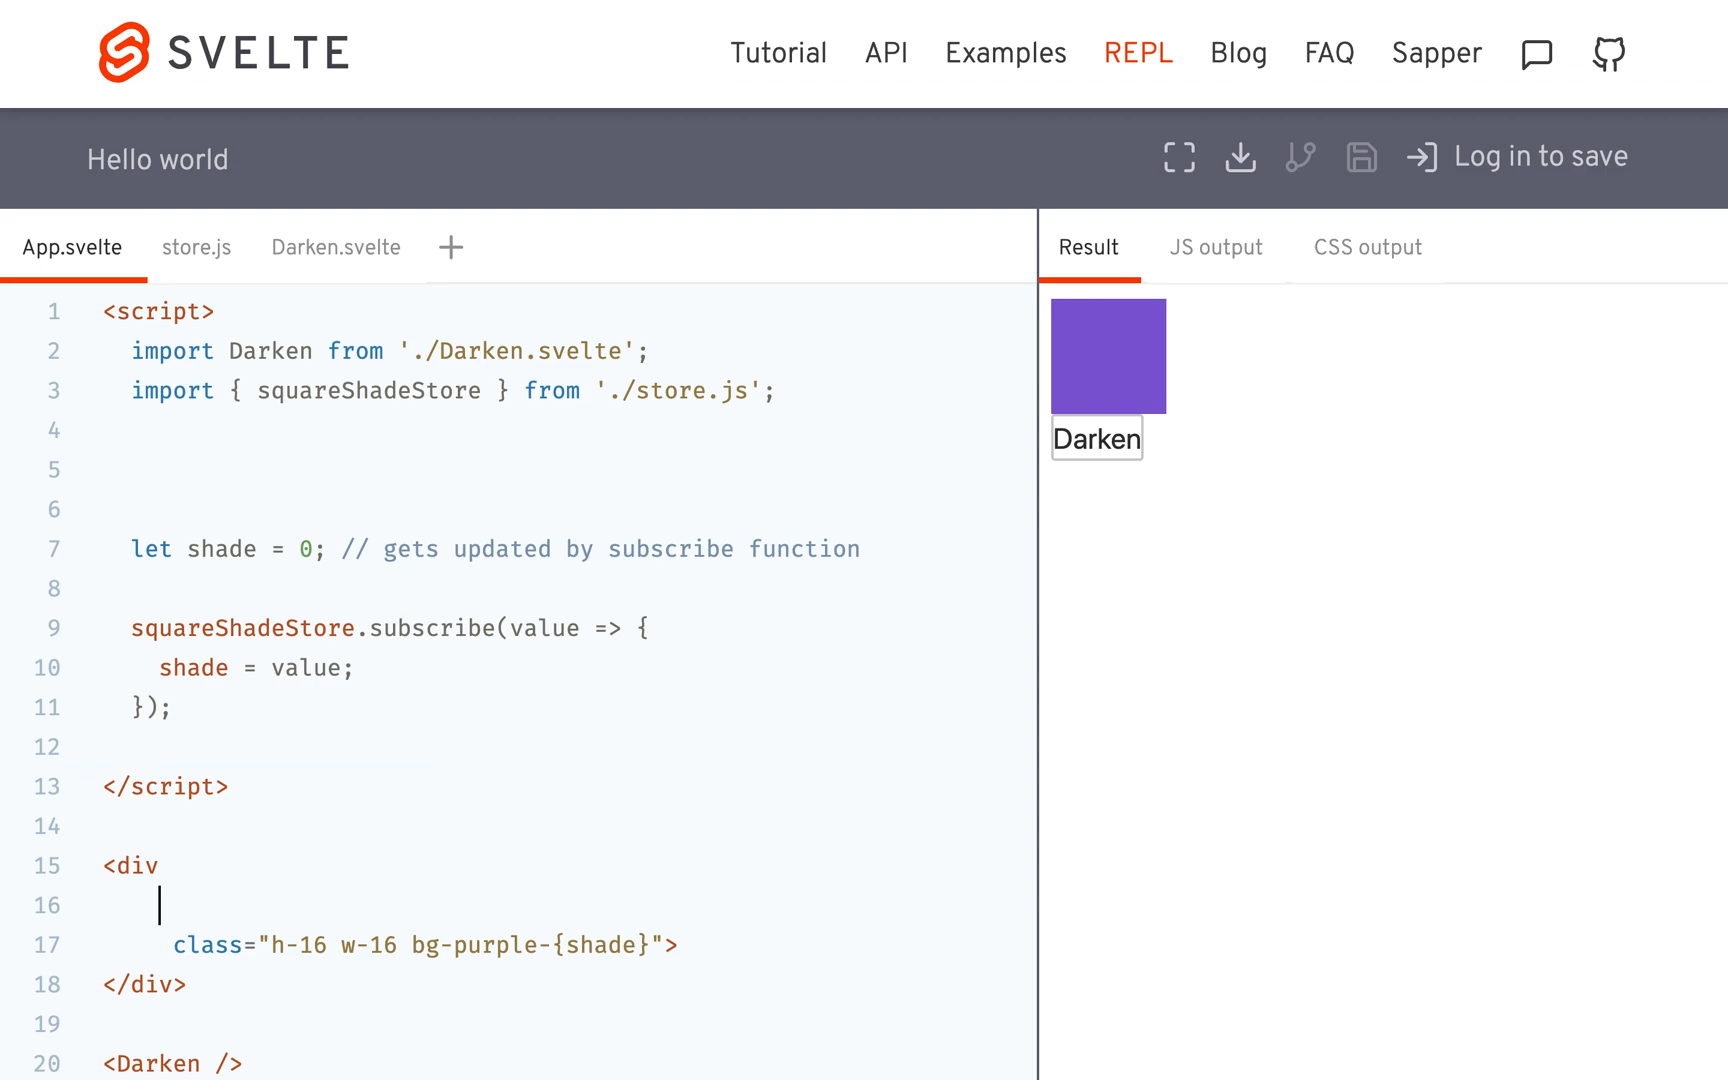 SVELTE
Tutorial API Examples REPL Blog FAQ Sapper
Hello world
Log in to save
App.svelte store.js Darken.svelte +
Result JS output CSS output
1 <script>
2 import Darken from './Darken.svelte';
3 import { squareShadeStore } from './store.js';
4
5
6
7 let shade = 0; // gets updated by subscribe function
8
9 squareShadeStore.subscribe(value => {
10 shade = value;
11 });
12
13 </script>
14
15 <div
16
17 class="h-16 w-16 bg-purple-{shade}">
18 </div>
19
20 <Darken />
Darken